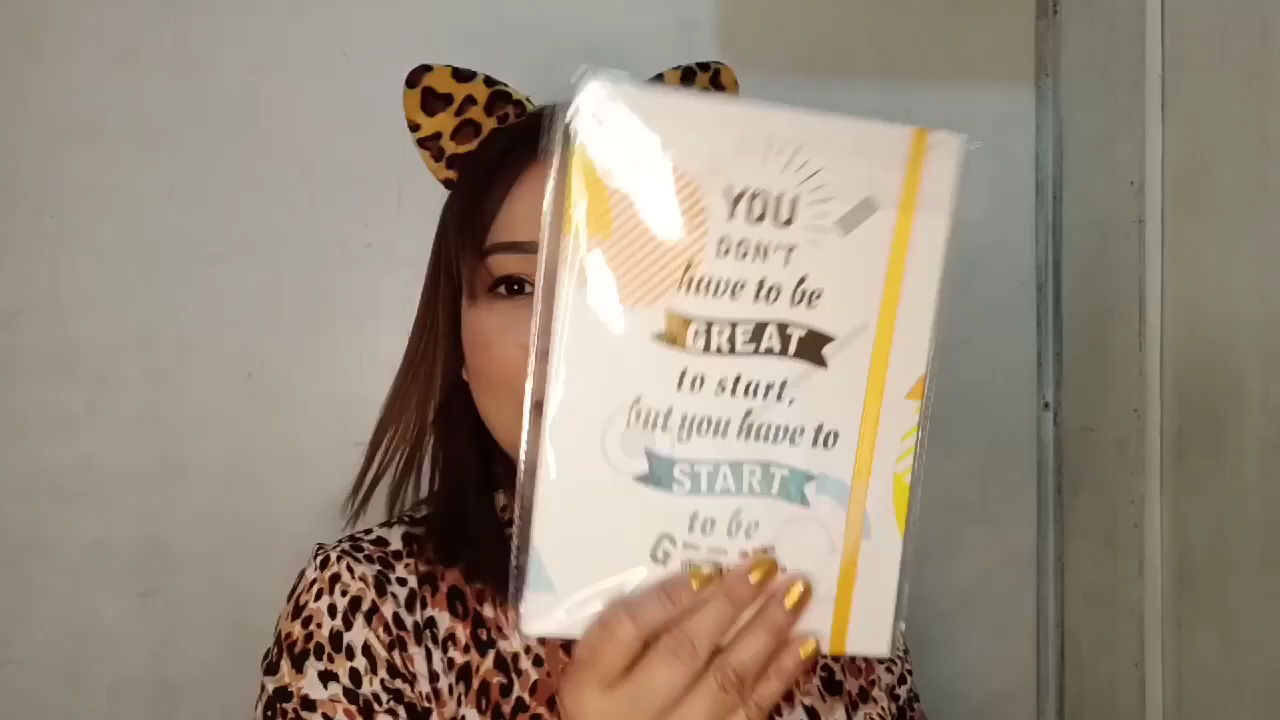 YOU
DON'T
have to be
GREAT
to start,
but you have to
START
to be